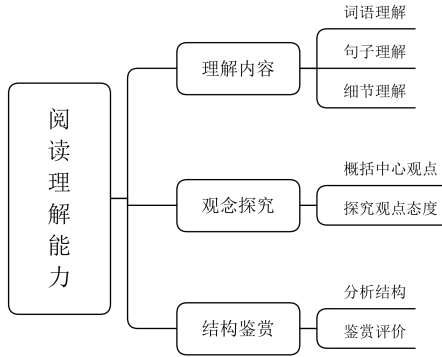 阅读理解能力
理解内容
词语理解
句子理解
细节理解
观念探究
概括中心观点
探究观点态度
结构鉴赏
分析结构
鉴赏评价